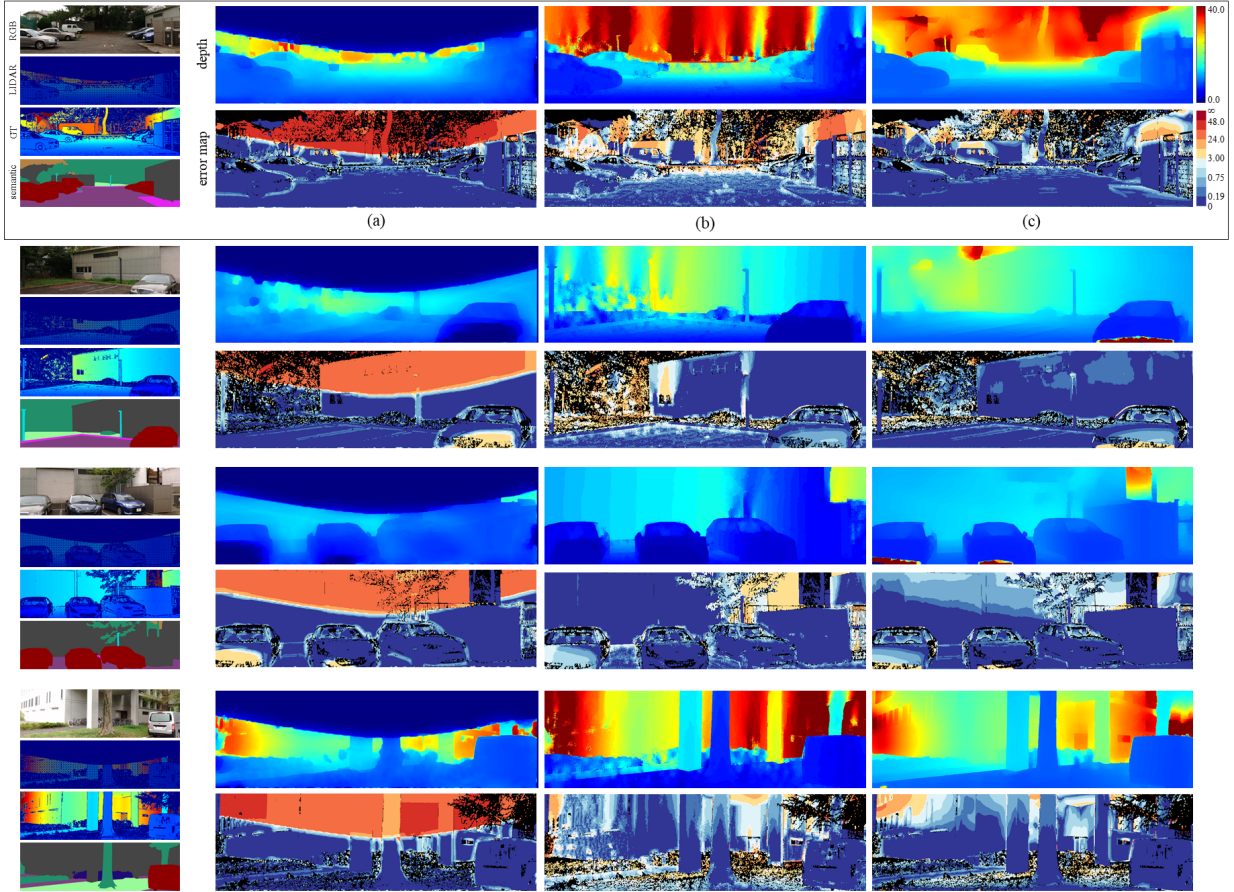 RGB
LIDAR
GT
semantic
depth
error map
40.0
0.0
∞
48.0
24.0
3.00
0.75
0.19
0
(a)
(b)
(c)